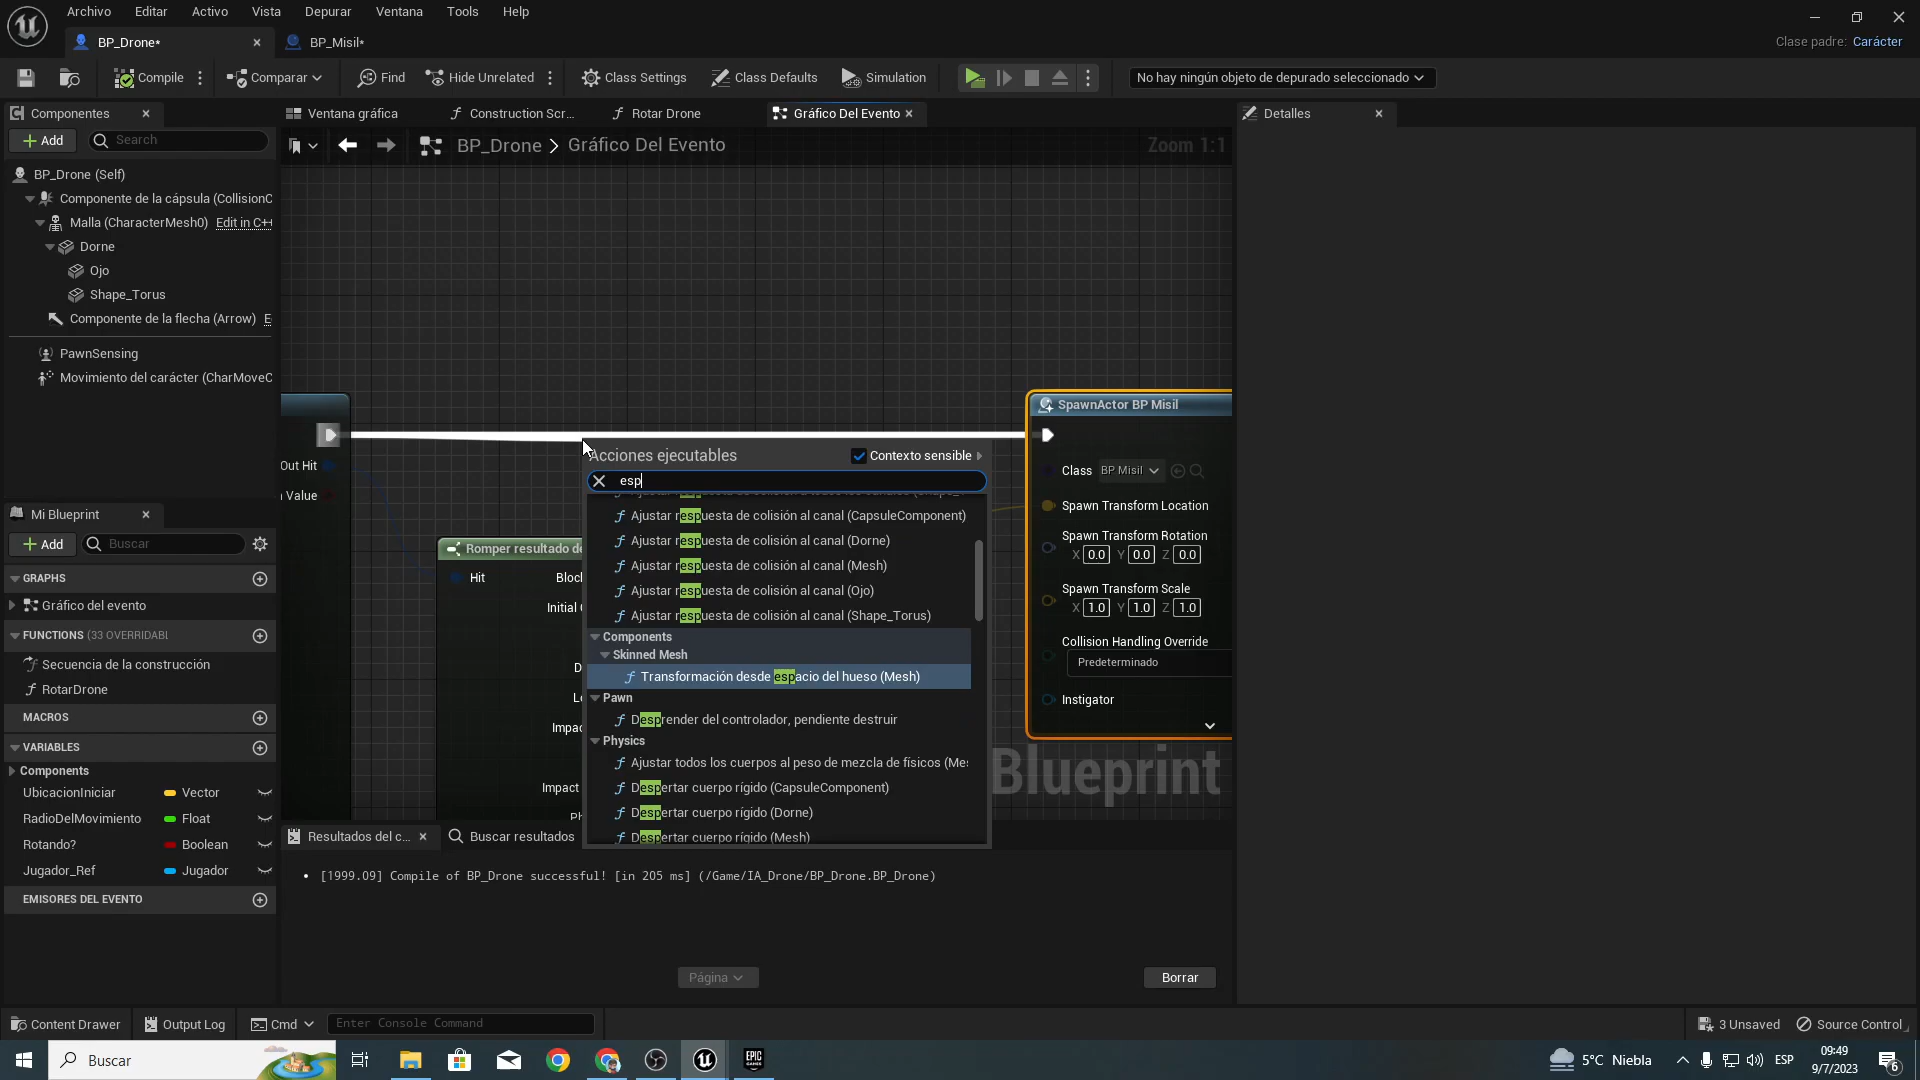 Archivo Editar Activo Vista Depurar Ventana Tools Help
BP_Drone*
BP_Misil*
Clase padre: Carácter
Compile
Comparar
Find
Hide Unrelated
Class Settings
Class Defaults
Simulation
No hay ningún objeto de depurado seleccionado
Componentes
Ventana gráfica
Construction Scr...
Rotar Drone
Gráfico Del Evento
Detalles
Add
Search
BP_Drone > Gráfico Del Evento
Zoom 1:1
BP_Drone (Self)
Componente de la cápsula (CollisionC
Malla (CharacterMesh0) Edit in C++
Dorne
Ojo
Shape_Torus
Componente de la flecha (Arrow) E
PawnSensing
Movimiento del carácter (CharMoveC
SpawnActor BP Misil
Out Hit
Value
Class BP Misil
Spawn Transform Location
Spawn Transform Rotation
X 0.0 Y 0.0 Z 0.0
Spawn Transform Scale
X 1.0 Y 1.0 Z 1.0
Collision Handling Override
Predeterminado
Instigator
Blueprint
Romper resultado de
Hit
Block
Initial O
D
Lo
Impac
Impact
Ph
Acciones ejecutables
Contexto sensible
esp
Ajustar respuesta de colisión al canal (CapsuleComponent)
Ajustar respuesta de colisión al canal (Dorne)
Ajustar respuesta de colisión al canal (Mesh)
Ajustar respuesta de colisión al canal (Ojo)
Ajustar respuesta de colisión al canal (Shape_Torus)
Components
Skinned Mesh
Transformación desde espacio del hueso (Mesh)
Pawn
Desprender del controlador, pendiente destruir
Physics
Ajustar todos los cuerpos al peso de mezcla de físicos (Mes
Despertar cuerpo rígido (CapsuleComponent)
Despertar cuerpo rígido (Dorne)
Despertar cuerpo rígido (Mesh)
Mi Blueprint
Add
Buscar
GRAPHS
Gráfico del evento
FUNCTIONS (33 OVERRIDABL
Secuencia de la construcción
RotarDrone
MACROS
VARIABLES
Components
UbicacionIniciar Vector
RadioDelMovimiento Float
Rotando? Boolean
Jugador_Ref Jugador
EMISORES DEL EVENTO
Resultados del c...
Buscar resultados
[1999.09] Compile of BP_Drone successful! [in 205 ms] (/Game/IA_Drone/BP_Drone.BP_Drone)
Página
Borrar
Content Drawer
Output Log
Cmd
Enter Console Command
3 Unsaved
Source Control
Buscar
EPIC GAMES
5°C Niebla
ESP
09:49
9/7/2023
6